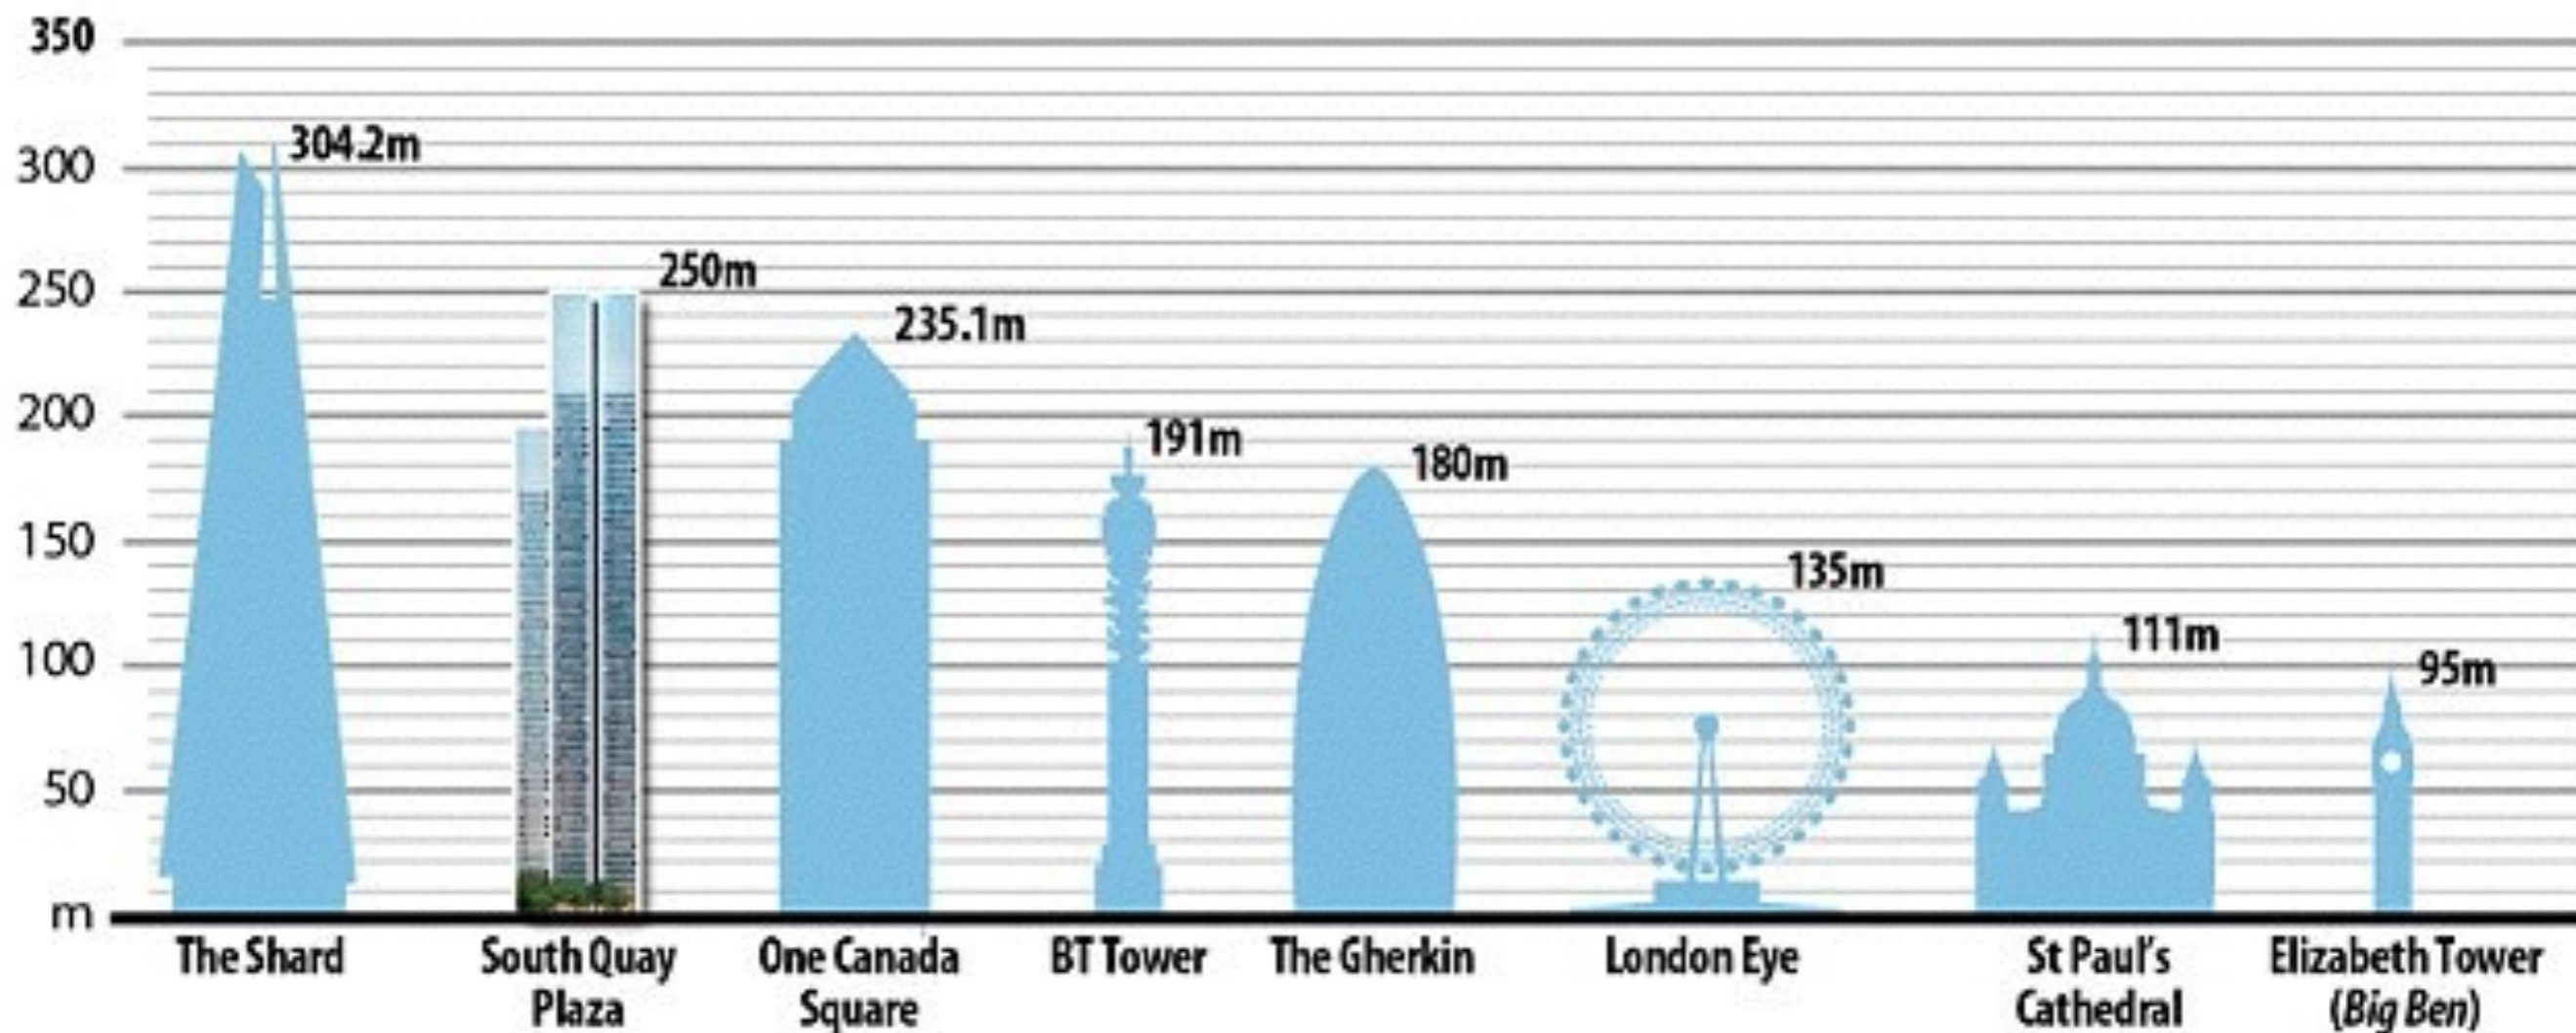 350
300
250
200
150
100
50
m
304.2m
250m
235.1m
191m
180m
135m
111m
95m
The Shard
South Quay
Plaza
One Canada
Square
BT Tower
The Gherkin
London Eye
St Paul's
Cathedral
Elizabeth Tower
(Big Ben)